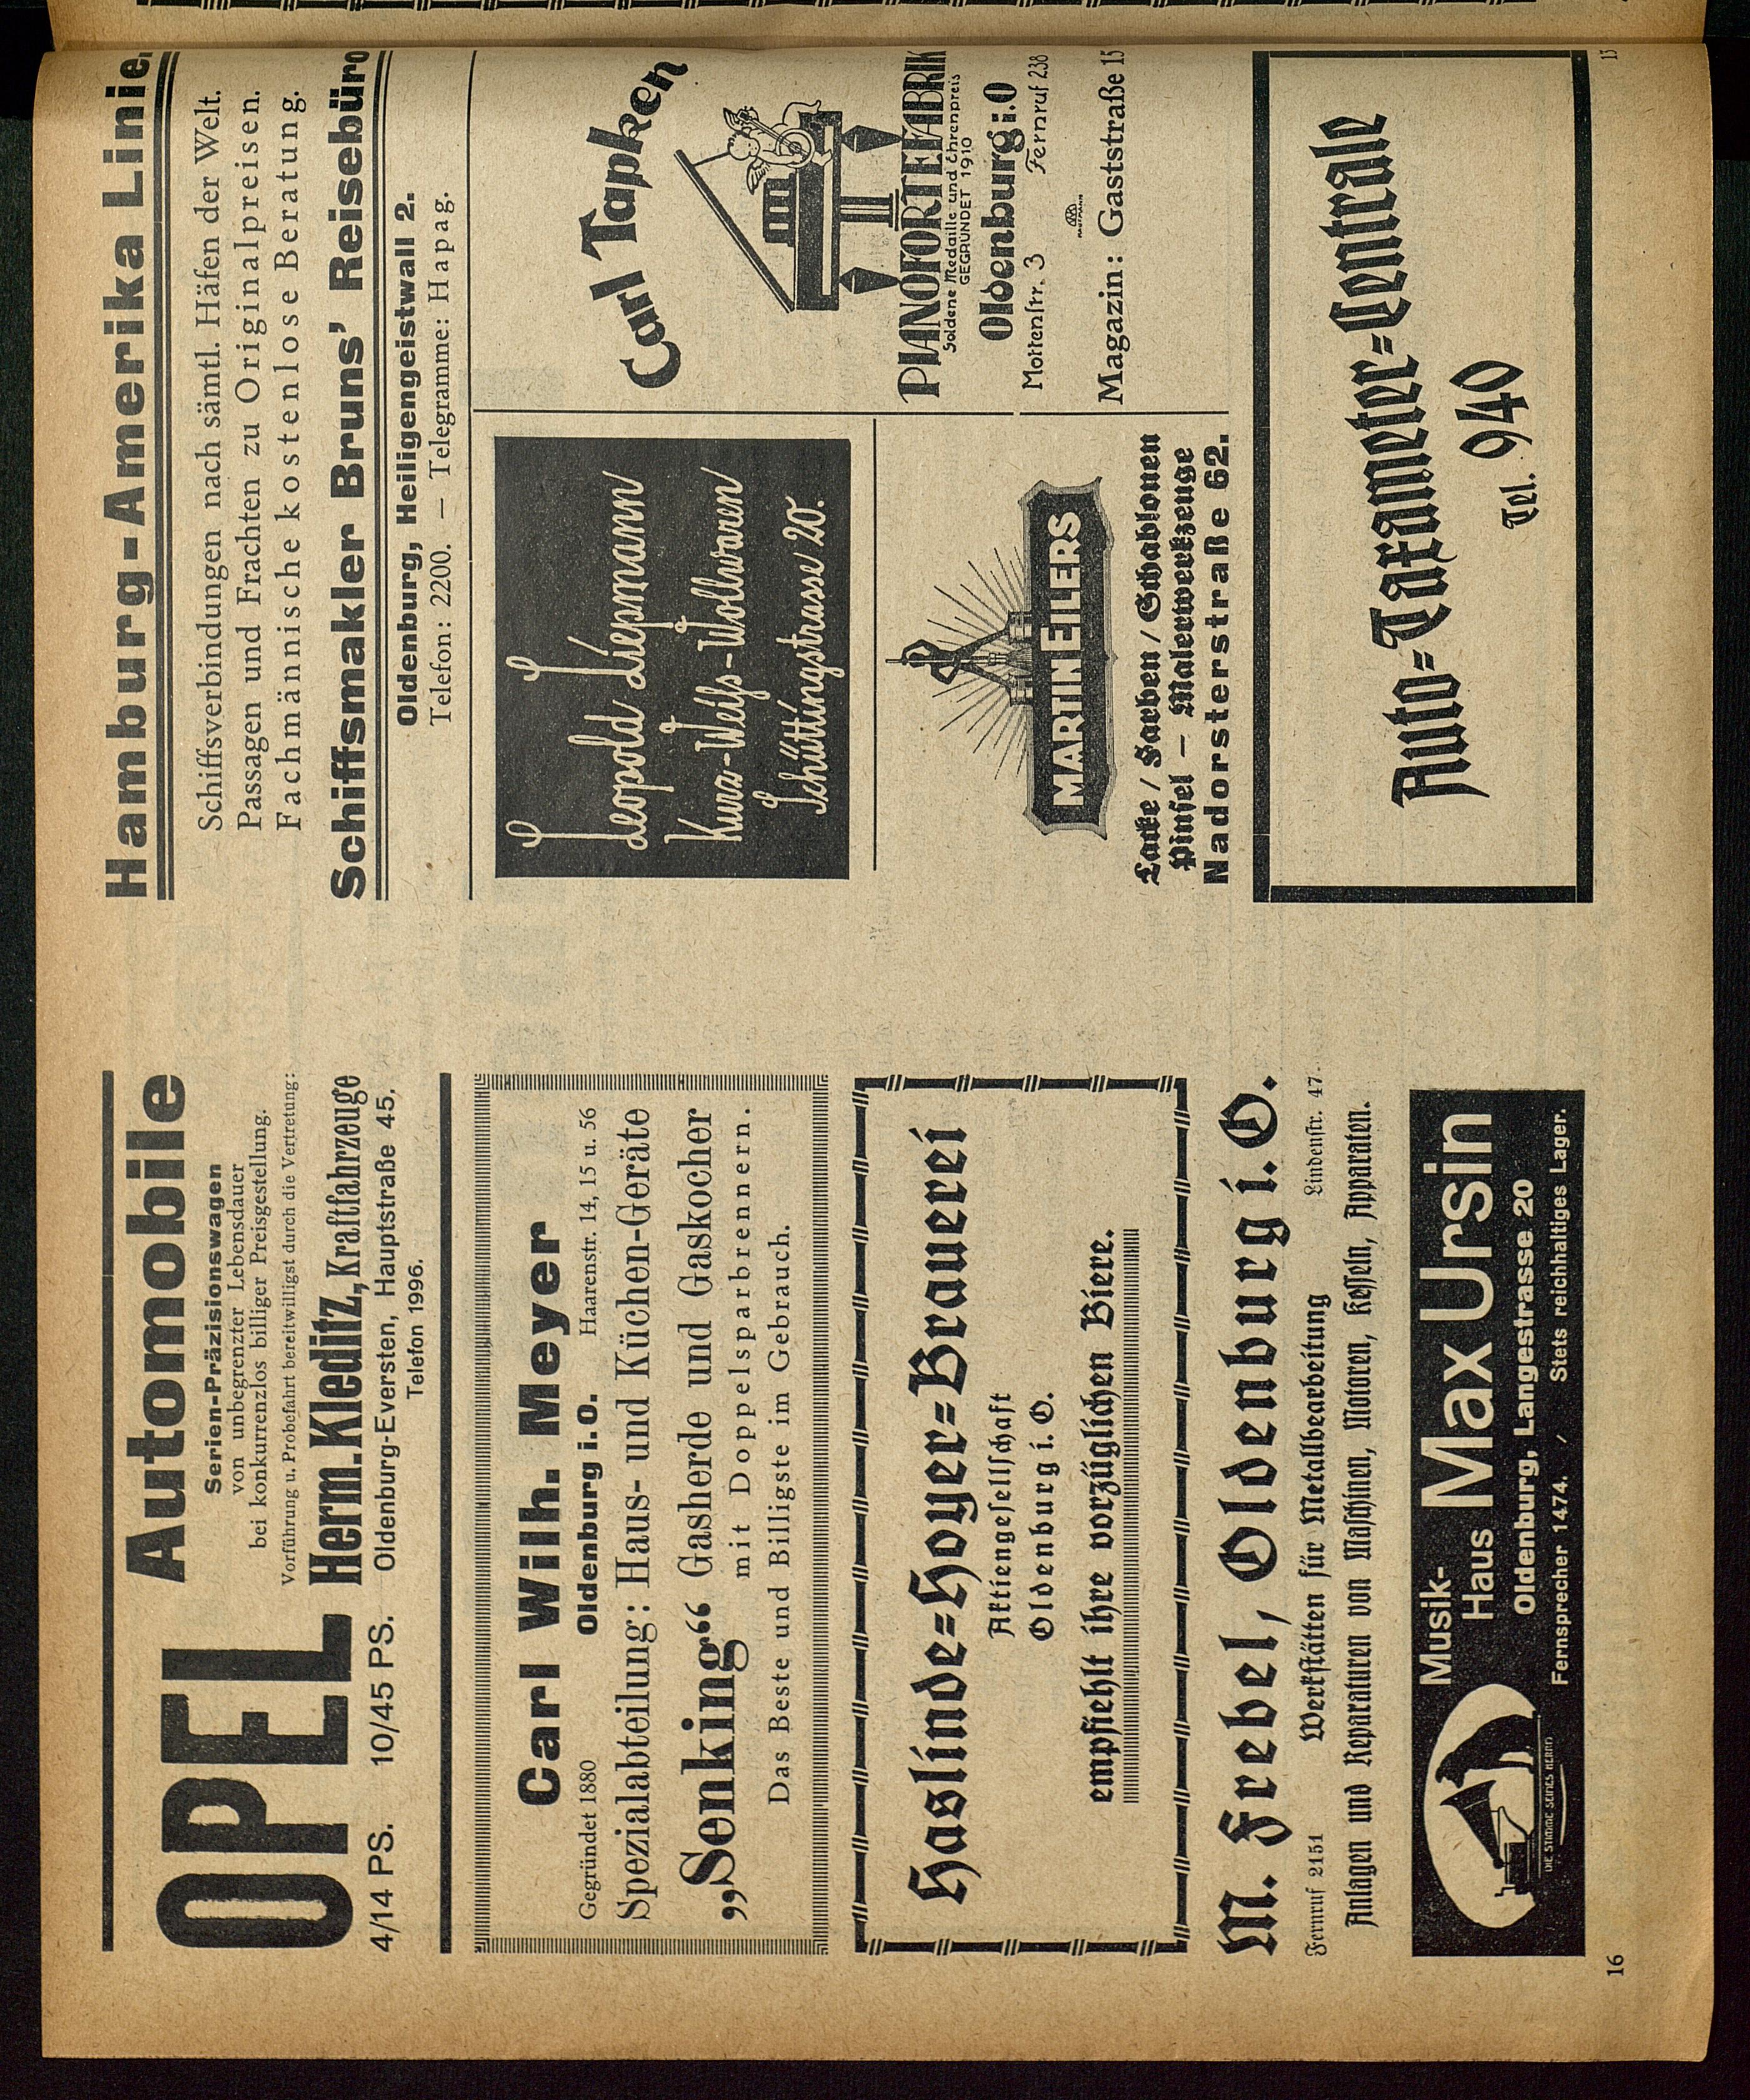 OPEL Automobile
Serien-Präzisionswagen
von unbegrenzter Lebensdauer
bei konkurrenzlos billiger Preisgestellung.
Vorführung u. Probefahrt bereitwilligst durch die Vertretung:
Herm. Kleditz, Kraftfahrzeuge
4/14 PS. 10/45 PS. Oldenburg-Eversten, Hauptstraße 45,
Telefon 1996.
Carl Wilh. Meyer
Gegründet 1880 Oldenburg i. O. Haarenstr. 14, 15 u. 56
Spezialabteilung: Haus- und Küchen-Geräte
„Senking“ Gasherde und Gaskocher
mit Doppelsparbrennern.
Das Beste und Billigste im Gebrauch.
Haslinde=Hoyer=Brauerei
Aktiengesellschaft
Oldenburg i. O.
empfiehlt ihre vorzüglichen Biere.
M. Frebel, Oldenburg i. O.
Fernruf 2151 Werkstätten für Metallbearbeitung Lindenstr. 47.
Anlagen und Reparaturen von Maschinen, Motoren, Kesseln, Apparaten.
Musik-
Haus Max Ursin
Oldenburg, Langestrasse 20
Fernsprecher 1474. / Stets reichhaltiges Lager.
DIE STIMME SEINES HERRN
16
Hamburg-Amerika Linie
Schiffsverbindungen nach sämtl. Häfen der Welt.
Passagen und Frachten zu Originalpreisen.
Fachmännische kostenlose Beratung.
Schiffsmakler Bruns’ Reisebüro
Oldenburg, Heiligengeistwall 2.
Telefon: 2200. — Telegramme: Hapag.
Leopold Liepmann
Kurz-Weiß-Wollwaren
Schüttingstrasse 20.
MARTIN EILERS
Lacke / Farben / Schablonen
Pinsel — Malerwerkzeuge
Nadorsterstraße 62.
Carl Tapken
PIANOFORTEFABRIK
Goldene Medaille und Ehrenpreis
GEGRÜNDET 1910
Oldenburg i:O
Mottenstr. 3 Fernruf 238
Magazin: Gaststraße 15
Auto=Taxameter=Centrale
Tel. 940